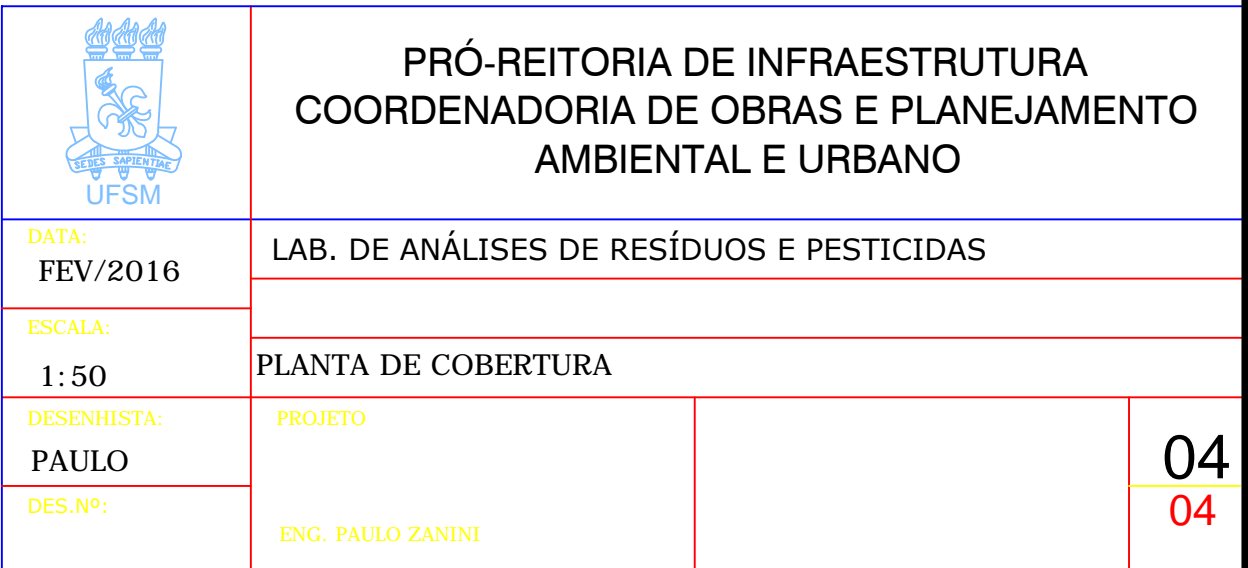 SEDES SAPIENTIAE
UFSM
PRÓ-REITORIA DE INFRAESTRUTURA
COORDENADORIA DE OBRAS E PLANEJAMENTO
AMBIENTAL E URBANO
DATA:
FEV/2016
LAB. DE ANÁLISES DE RESÍDUOS E PESTICIDAS
ESCALA:
1:50
PLANTA DE COBERTURA
DESENHISTA:
PAULO
PROJETO
04
DES.Nº:
04
ENG. PAULO ZANINI